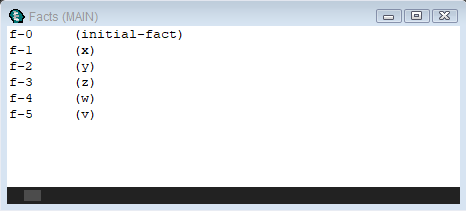 Facts (MAIN)
f-0 (initial-fact)
f-1 (x)
f-2 (y)
f-3 (z)
f-4 (w)
f-5 (v)